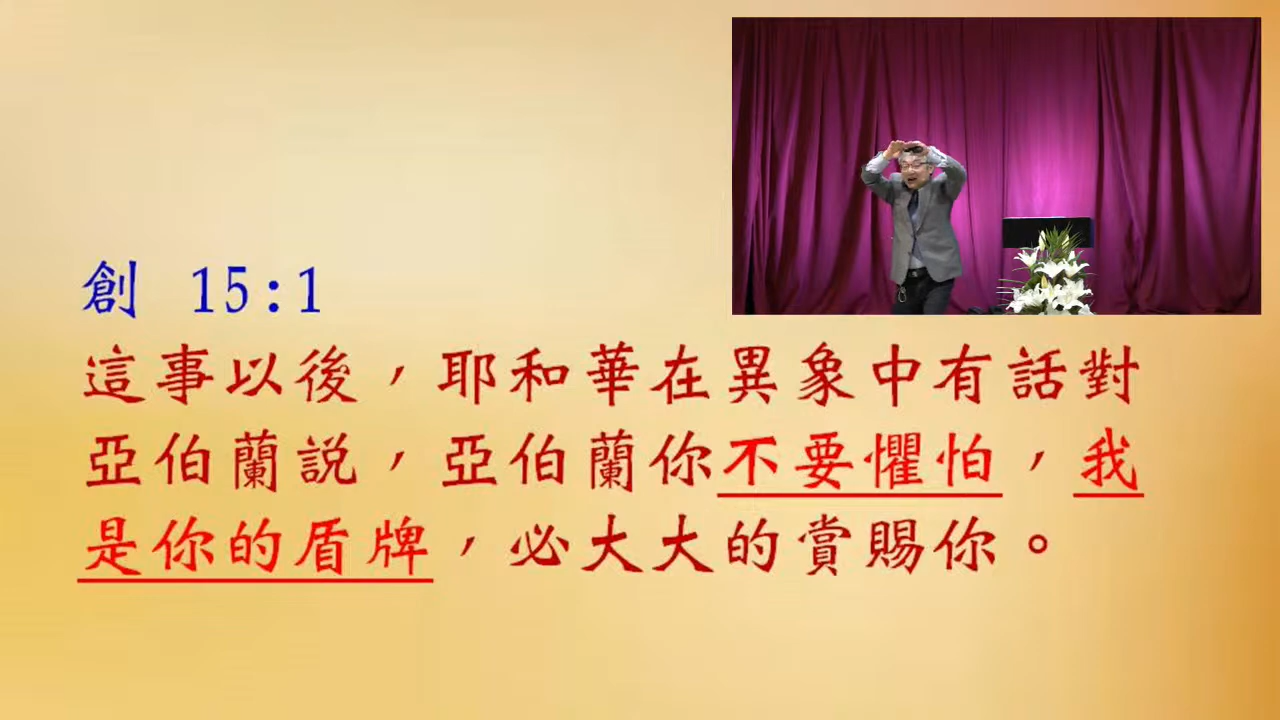 創 15:1
這事以後，耶和華在異象中有話對
亞伯蘭説，亞伯蘭你不要懼怕，我
是你的盾牌，必大大的賞賜你。